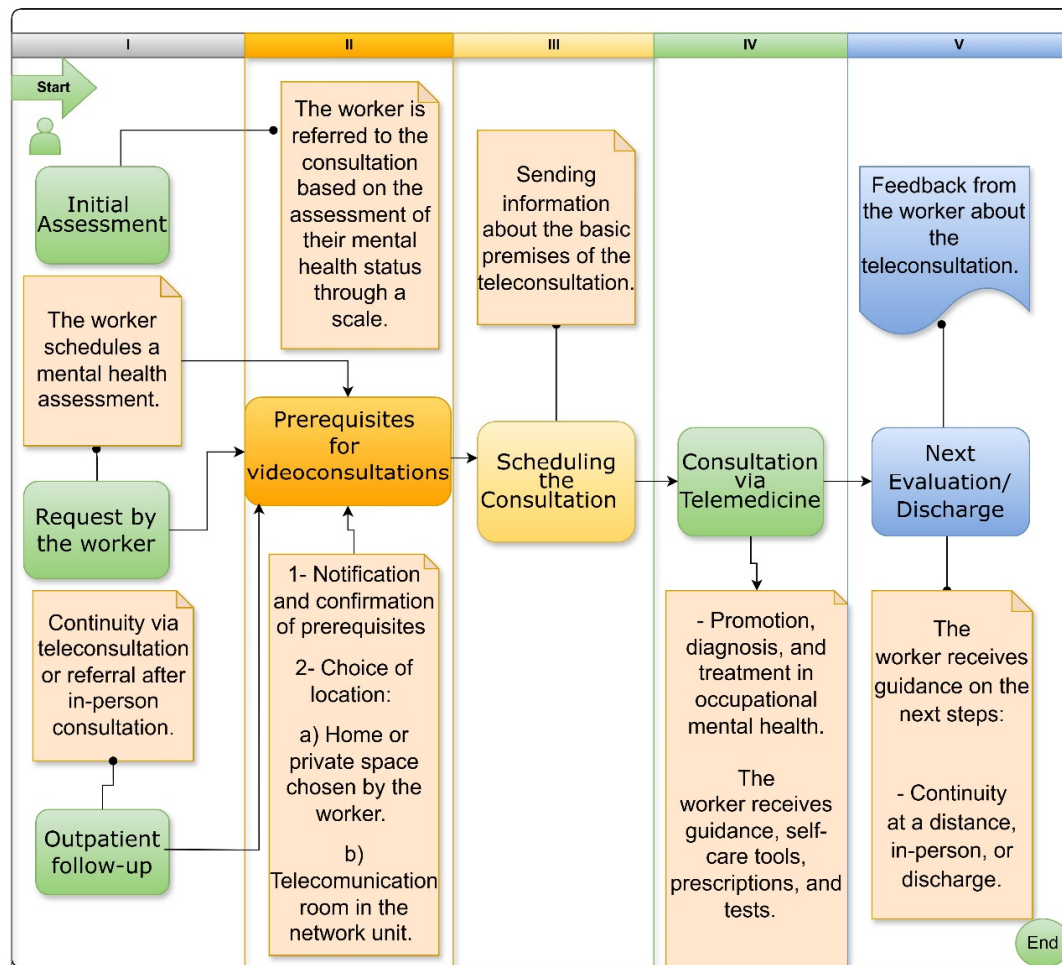 I
II
III
IV
V
Start
Initial
Assessment
The worker is
referred to the
consultation
based on the
assessment of
their mental
health status
through a
scale.
The worker
schedules a
mental health
assessment.
Request by
the worker
Continuity via
teleconsultation
or referral after
in-person
consultation.
Outpatient
follow-up
Prerequisites
for
videoconsultations
1- Notification
and confirmation
of prerequisites
2- Choice of
location:
a) Home or
private space
chosen by the
worker.
b)
Telecomunication
room in the
network unit.
Sending
information
about the basic
premises of the
teleconsultation.
Scheduling
the
Consultation
Consultation
via
Telemedicine
- Promotion,
diagnosis, and
treatment in
occupational
mental health.
The
worker receives
guidance, self-
care tools,
prescriptions, and
tests.
Feedback from
the worker about
the
teleconsultation.
Next
Evaluation/
Discharge
The
worker receives
guidance on the
next steps:
- Continuity
at a distance,
in-person, or
discharge.
End